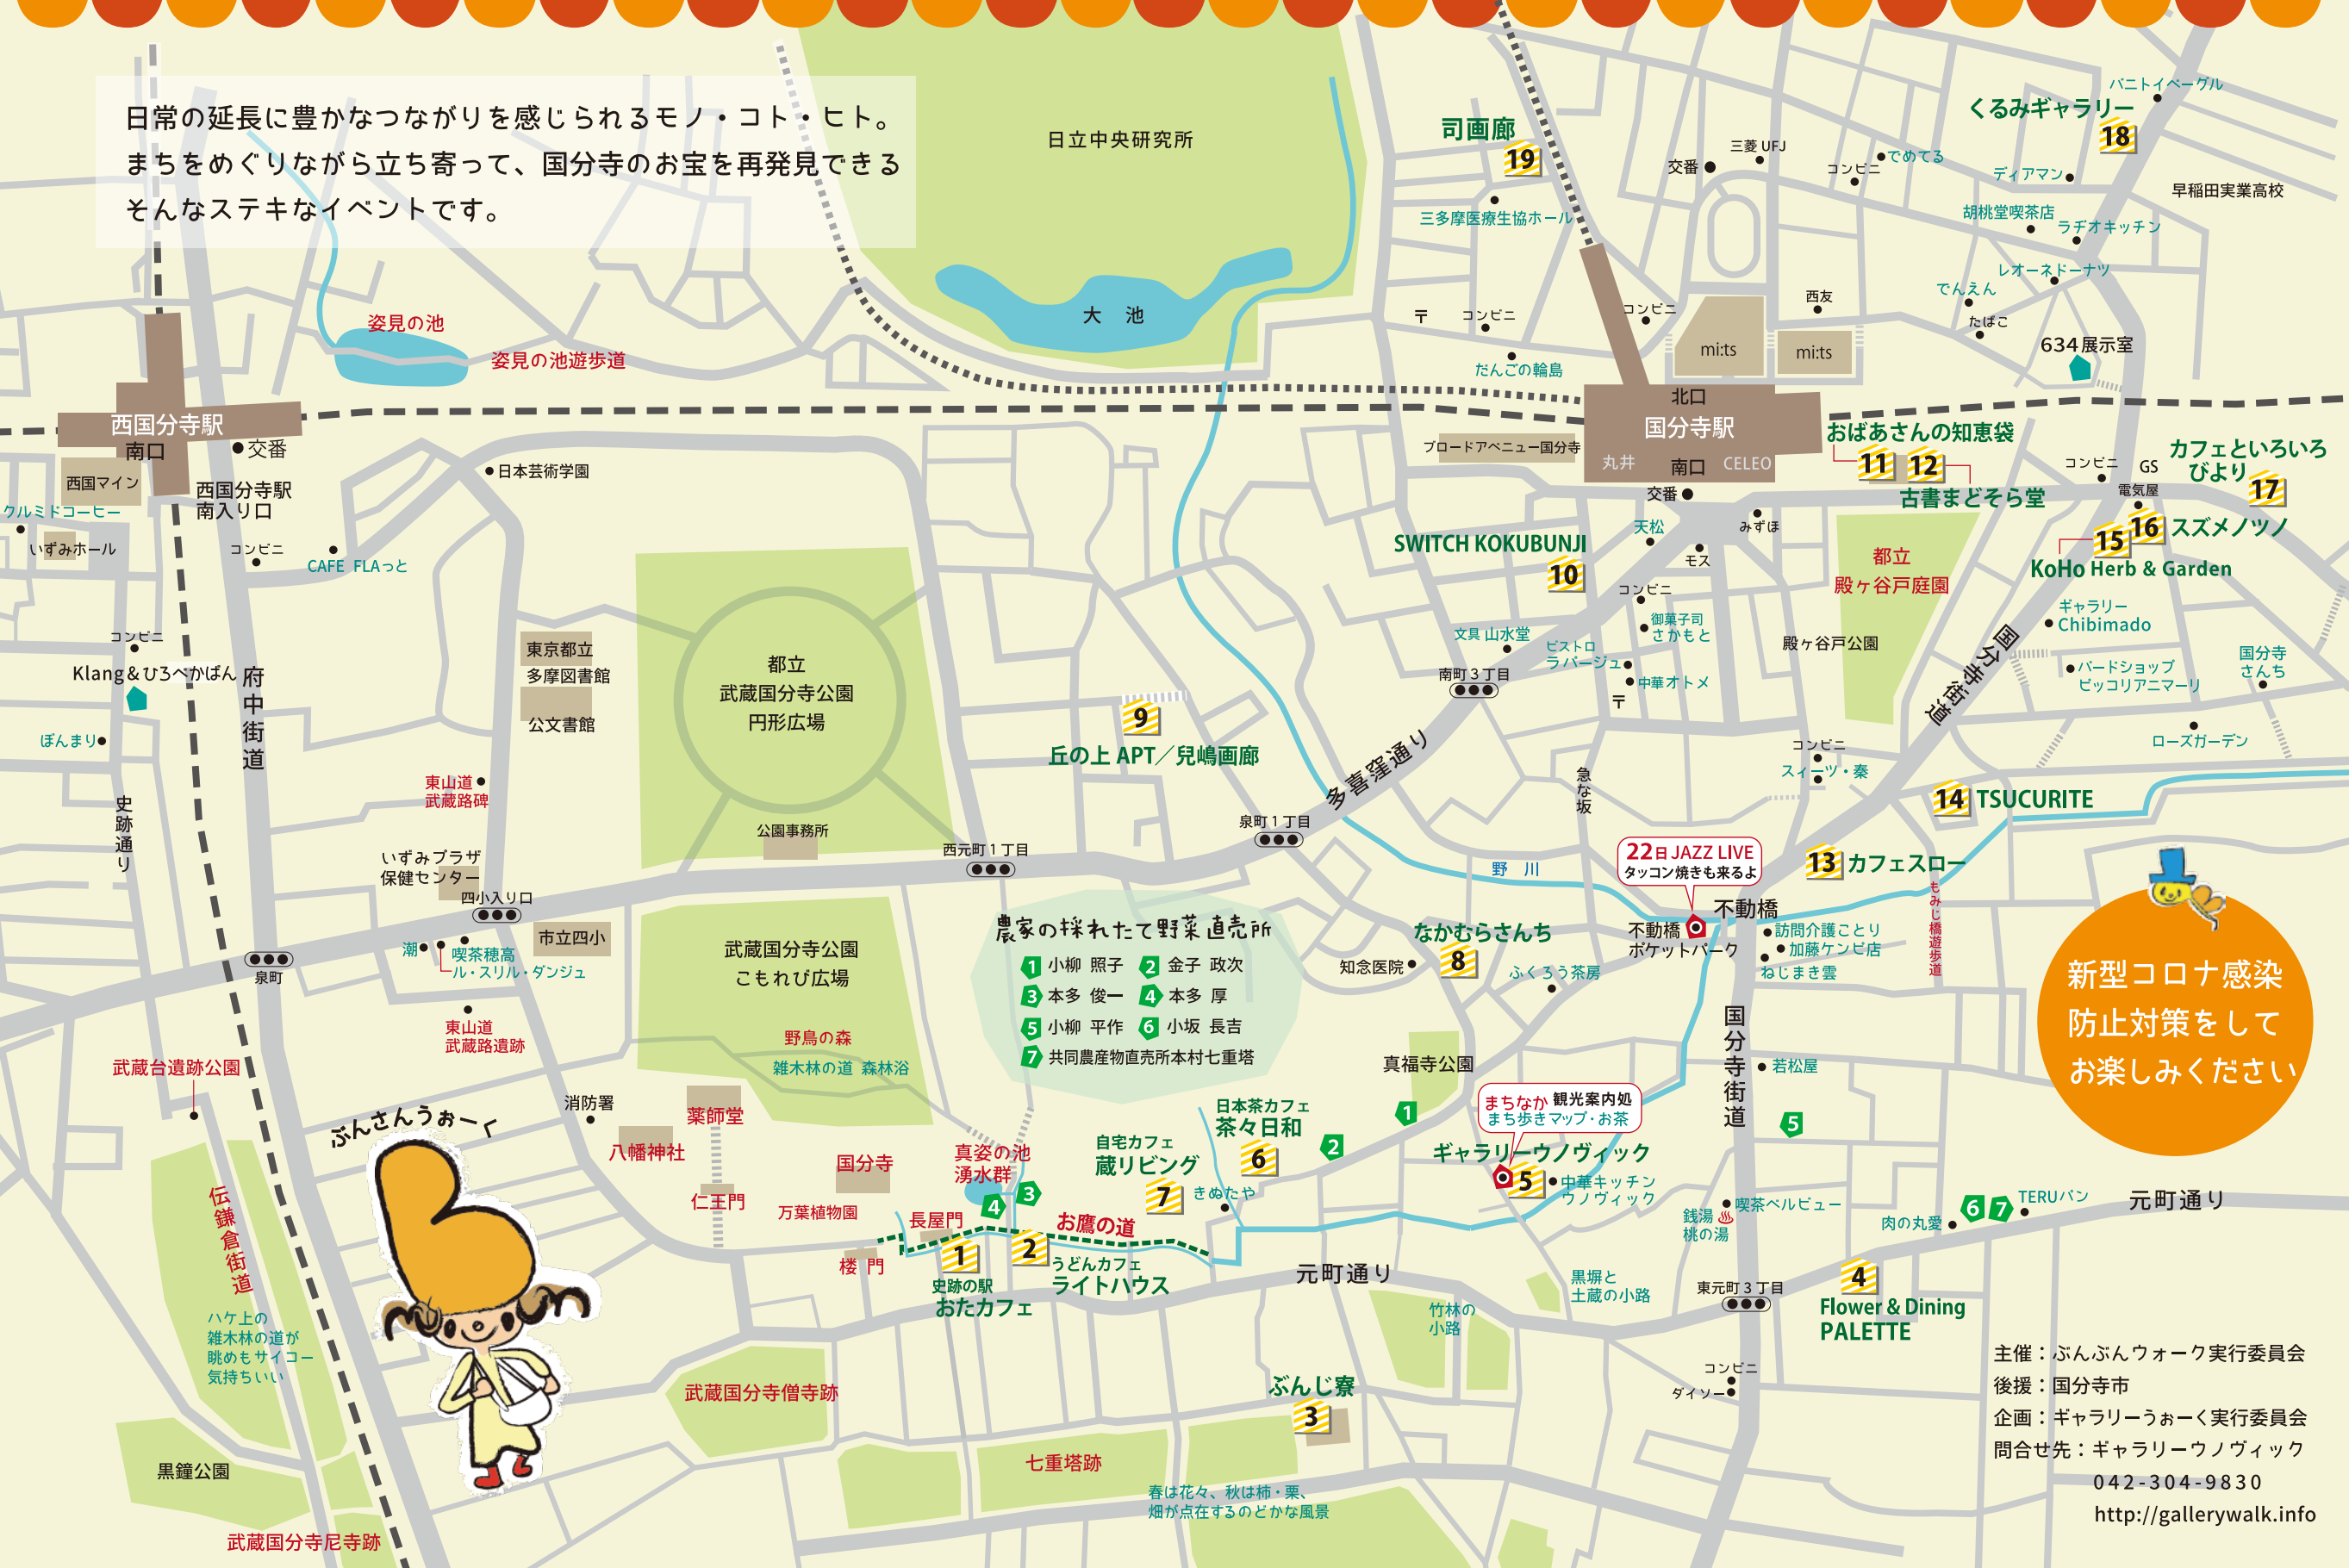 日常の延長に豊かなつながりを感じられるモノ・コト・ヒト。
まちをめぐりながら立ち寄って、国分寺のお宝を再発見できる
そんなステキなイベントです。
日立中央研究所
大 池
姿見の池
姿見の池遊歩道
司画廊
19
三多摩医療生協ホール
〒
コンビニ
だんごの輪島
交番
三菱 UFJ
コンビニ
でめてる
くるみギャラリー
18
バニトイベーグル
ディアマン
早稲田実業高校
胡桃堂喫茶店
ラヂオキッチン
レオーネドーナツ
でんえん
たばこ
西友
コンビニ
mi:ts
mi:ts
634展示室
西国分寺駅
南口
交番
西国マイン
西国分寺駅
南入り口
クルミドコーヒー
いずみホール
コンビニ
CAFE FLAっと
日本芸術学園
ブロードアベニュー国分寺
北口
国分寺駅
丸井
南口
CELEO
交番
おばあさんの知恵袋
11
12
古書まどそら堂
コンビニ
GS
電気屋
カフェといろいろ
びより
17
16
スズメノツノ
15
KoHo Herb & Garden
天松
みずほ
モス
SWITCH KOKUBUNJI
10
コンビニ
御菓子司
さかもと
都立
殿ヶ谷戸庭園
殿ヶ谷戸公園
国分寺街道
ギャラリー
Chibimado
バードショップ
ピッコリアニマーリ
国分寺
さんち
ローズガーデン
文具 山水堂
ビストロ
ラパージュ
中華オトメ
〒
南町3丁目
コンビニ
Klang&ひろべかばん
府中街道
ぼんまり
史跡通り
東京都立
多摩図書館
公文書館
都立
武蔵国分寺公園
円形広場
公園事務所
東山道
武蔵路碑
9
丘の上 APT／兒嶋画廊
多喜窪通り
急な坂
コンビニ
スィーツ・秦
14
TSUCURITE
いずみプラザ
保健センター
四小入り口
市立四小
潮
喫茶穂高
ル・スリル・ダンジュ
泉町
東山道
武蔵路遺跡
西元町1丁目
泉町1丁目
野 川
22日 JAZZ LIVE
タッコン焼きも来るよ
13
カフェスロー
もみじ橋遊歩道
不動橋
不動橋
ポケットパーク
訪問介護ことり
加藤ケンビ店
ねじまき雲
武蔵国分寺公園
こもれび広場
野鳥の森
雑木林の道 森林浴
農家の採れたて野菜直売所
1 小柳 照子
2 金子 政次
3 本多 俊一
4 本多 厚
5 小柳 平作
6 小坂 長吉
7 共同農産物直売所本村七重塔
なかむらさんち
8
知念医院
ふくろう茶房
新型コロナ感染
防止対策をして
お楽しみください
国分寺街道
若松屋
5
真福寺公園
1
2
まちなか 観光案内処
まち歩きマップ・お茶
ギャラリーウノヴィック
5
中華キッチン
ウノヴィック
日本茶カフェ
茶々日和
6
自宅カフェ
蔵リビング
7
きぬたや
武蔵台遺跡公園
ぶんさんうぉーく
消防署
薬師堂
八幡神社
仁王門
国分寺
万葉植物園
真姿の池
湧水群
4
3
長屋門
楼 門
お鷹の道
1
史跡の駅
おたカフェ
2
うどんカフェ
ライトハウス
元町通り
伝鎌倉街道
ハケ上の
雑木林の道が
眺めもサイコー
気持ちいい
喫茶ベルビュー
銭湯
桃の湯
肉の丸愛
6
7
TERUパン
元町通り
黒塀と
土蔵の小路
東元町3丁目
4
Flower & Dining
PALETTE
竹林の
小路
コンビニ
ダイソー
武蔵国分寺僧寺跡
ぶんじ寮
3
七重塔跡
春は花々、秋は柿・栗、
畑が点在するのどかな風景
黒鐘公園
武蔵国分寺尼寺跡
主催：ぶんぶんウォーク実行委員会
後援：国分寺市
企画：ギャラリーうぉーく実行委員会
問合せ先：ギャラリーウノヴィック
042-304-9830
http://gallerywalk.info